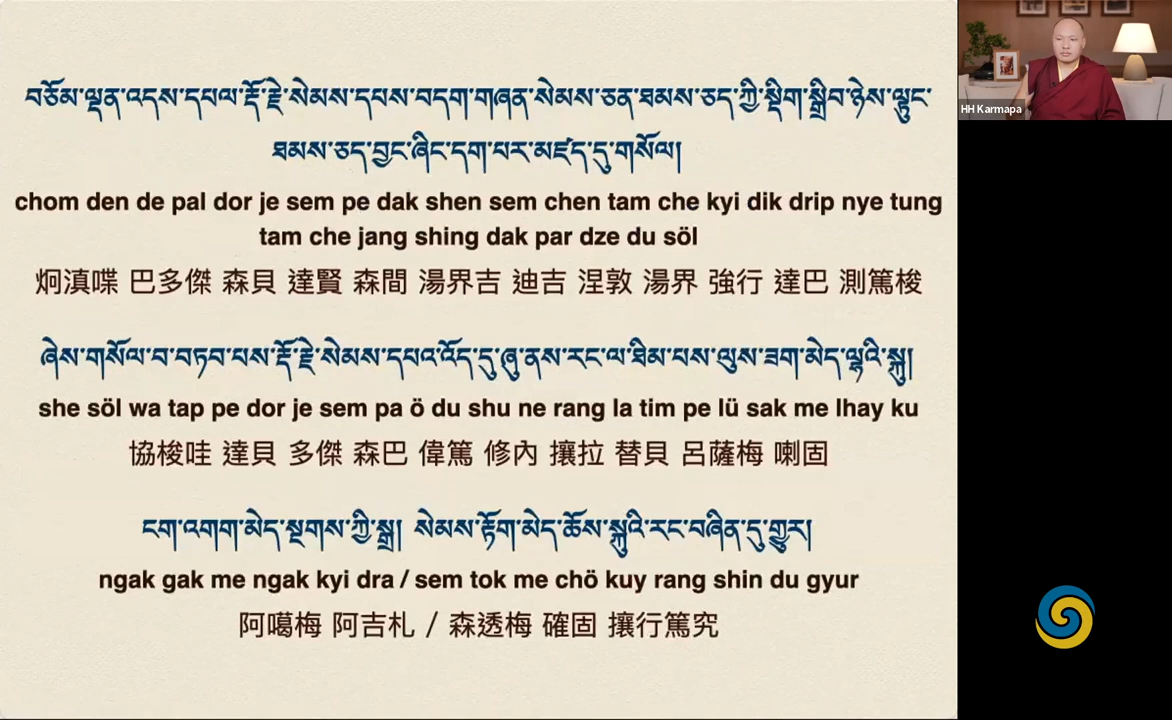 བཅོམ་ལྡན་འདས་དཔལ་རྡོ་རྗེ་སེམས་དཔས་བདག་གཞན་སེམས་ཅན་ཐམས་ཅད་ཀྱི་སྡིག་སྒྲིབ་ཉེས་ལྟུང་
ཐམས་ཅད་བྱང་ཞིང་དག་པར་མཛད་དུ་གསོལ།
chom den de pal dor je sem pe dak shen sem chen tam che kyi dik drip nye tung
tam che jang shing dak par dze du söl
炯滇喋 巴多傑 森貝 達賢 森間 湯界吉 迪吉 涅敦 湯界 強行 達巴 測篤梭
ཞེས་གསོལ་བ་བཏབ་པས་རྡོ་རྗེ་སེམས་དཔའ་འོད་དུ་ཞུ་ནས་རང་ལ་ཐིམ་པས་ལུས་ཟག་མེད་ལྷའི་སྐུ།
she söl wa tap pe dor je sem pa ö du shu ne rang la tim pe lü sak me lhay ku
協梭哇 達貝 多傑 森巴 偉篤 修內 攘拉 替貝 呂薩梅 喇固
ངག་འགག་མེད་སྔགས་ཀྱི་སྒྲ། སེམས་རྟོག་མེད་ཆོས་སྐུའི་རང་བཞིན་དུ་གྱུར།
ngak gak me ngak kyi dra / sem tok me chö kuy rang shin du gyur
阿噶梅 阿吉札 / 森透梅 確固 攘行篤究
HH Karmapa